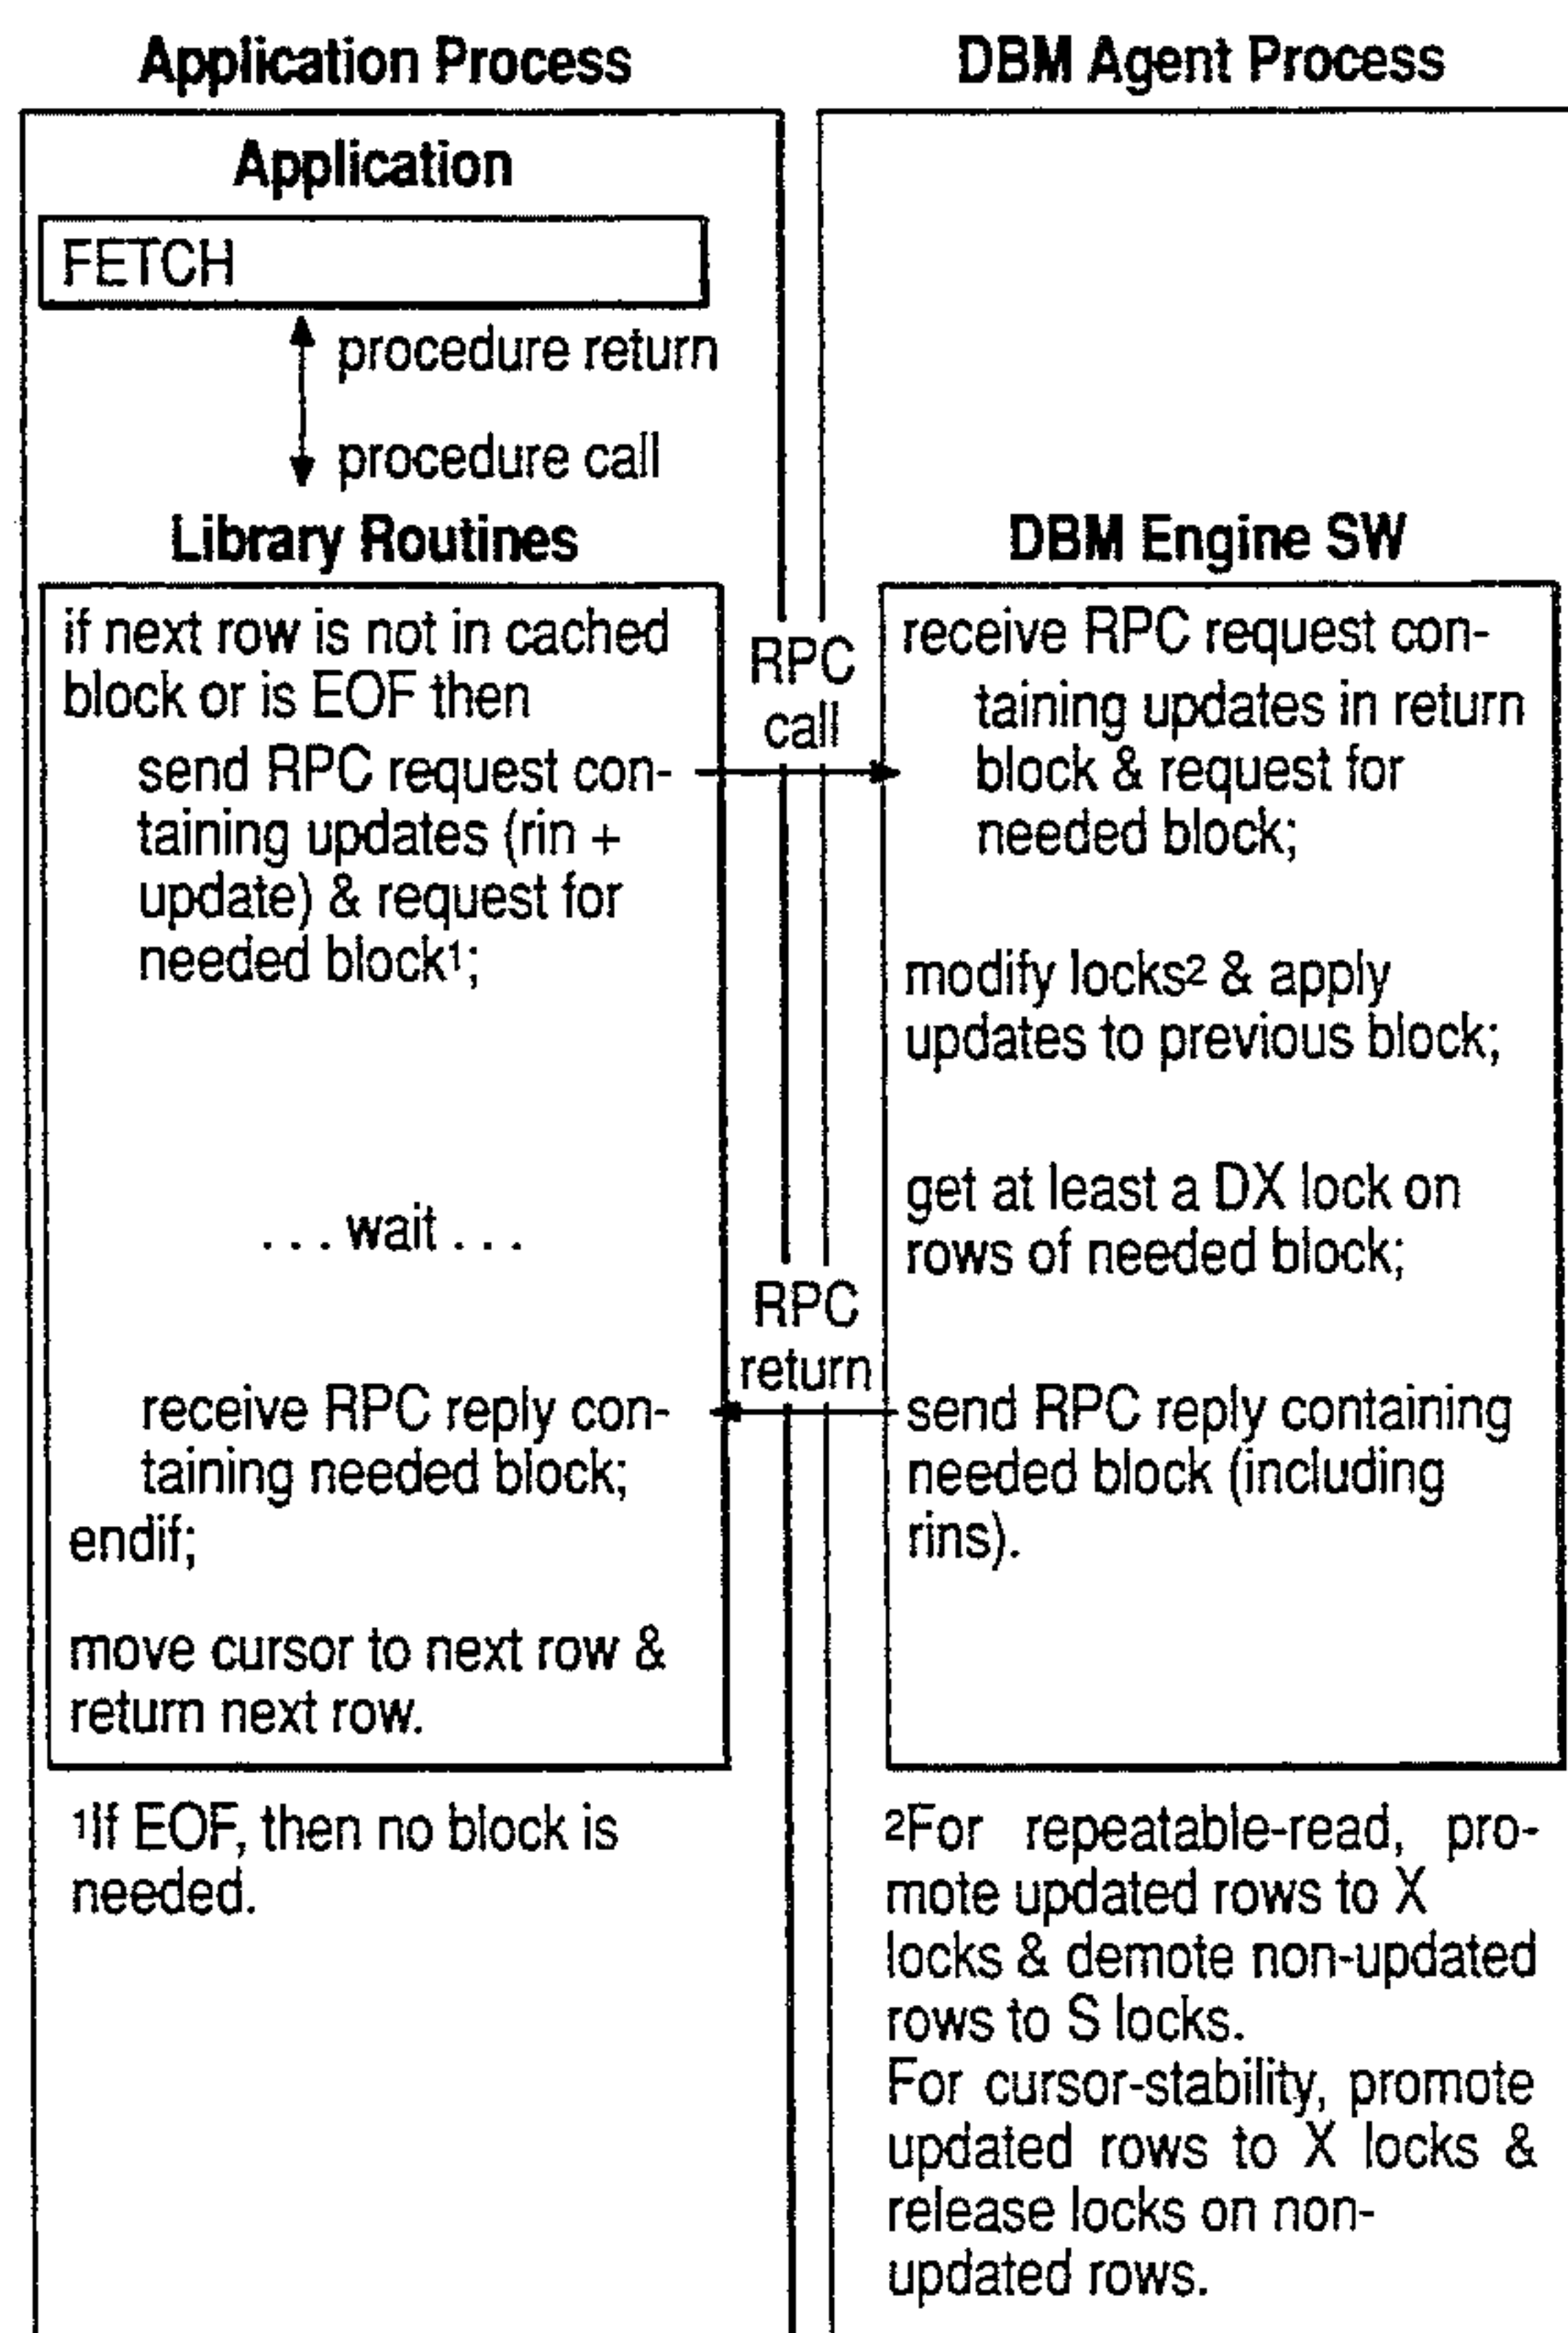 Application Process
DBM Agent Process
Application
FETCH
procedure return
procedure call
Library Routines
if next row is not in cached
block or is EOF then
send RPC request con-
taining updates (rin +
update) & request for
needed block¹;
... wait ...
receive RPC reply con-
taining needed block;
endif;
move cursor to next row &
return next row.
¹If EOF, then no block is
needed.
RPC
call
RPC
return
DBM Engine SW
receive RPC request con-
taining updates in return
block & request for
needed block;
modify locks² & apply
updates to previous block;
get at least a DX lock on
rows of needed block;
send RPC reply containing
needed block (including
rins).
²For repeatable-read, pro-
mote updated rows to X
locks & demote non-updated
rows to S locks.
For cursor-stability, promote
updated rows to X locks &
release locks on non-
updated rows.